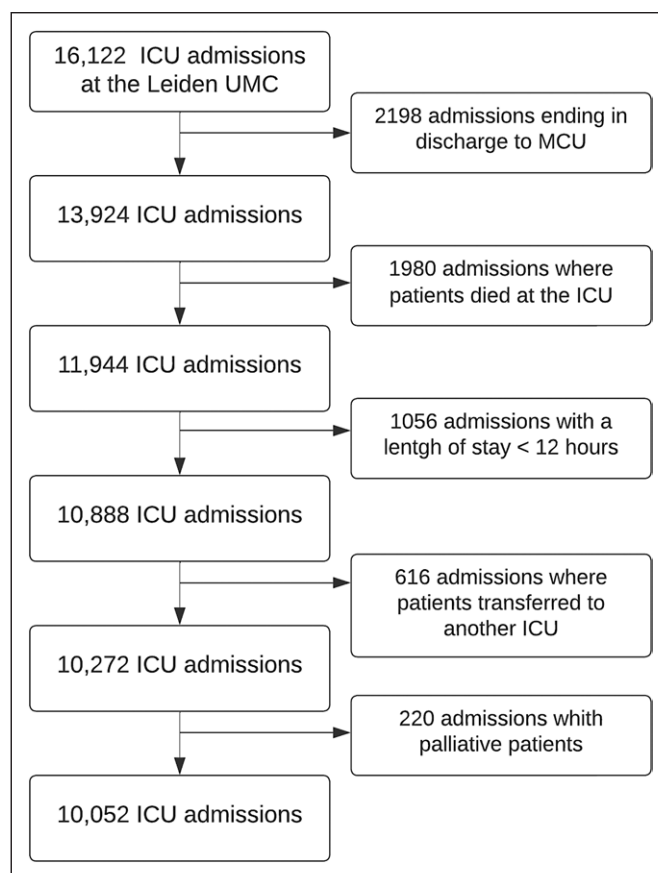 16,122 ICU admissions
at the Leiden UMC
2198 admissions ending in
discharge to MCU
13,924 ICU admissions
1980 admissions where
patients died at the ICU
11,944 ICU admissions
1056 admissions with a
lentgh of stay < 12 hours
10,888 ICU admissions
616 admissions where
patients transferred to
another ICU
10,272 ICU admissions
220 admissions whith
palliative patients
10,052 ICU admissions